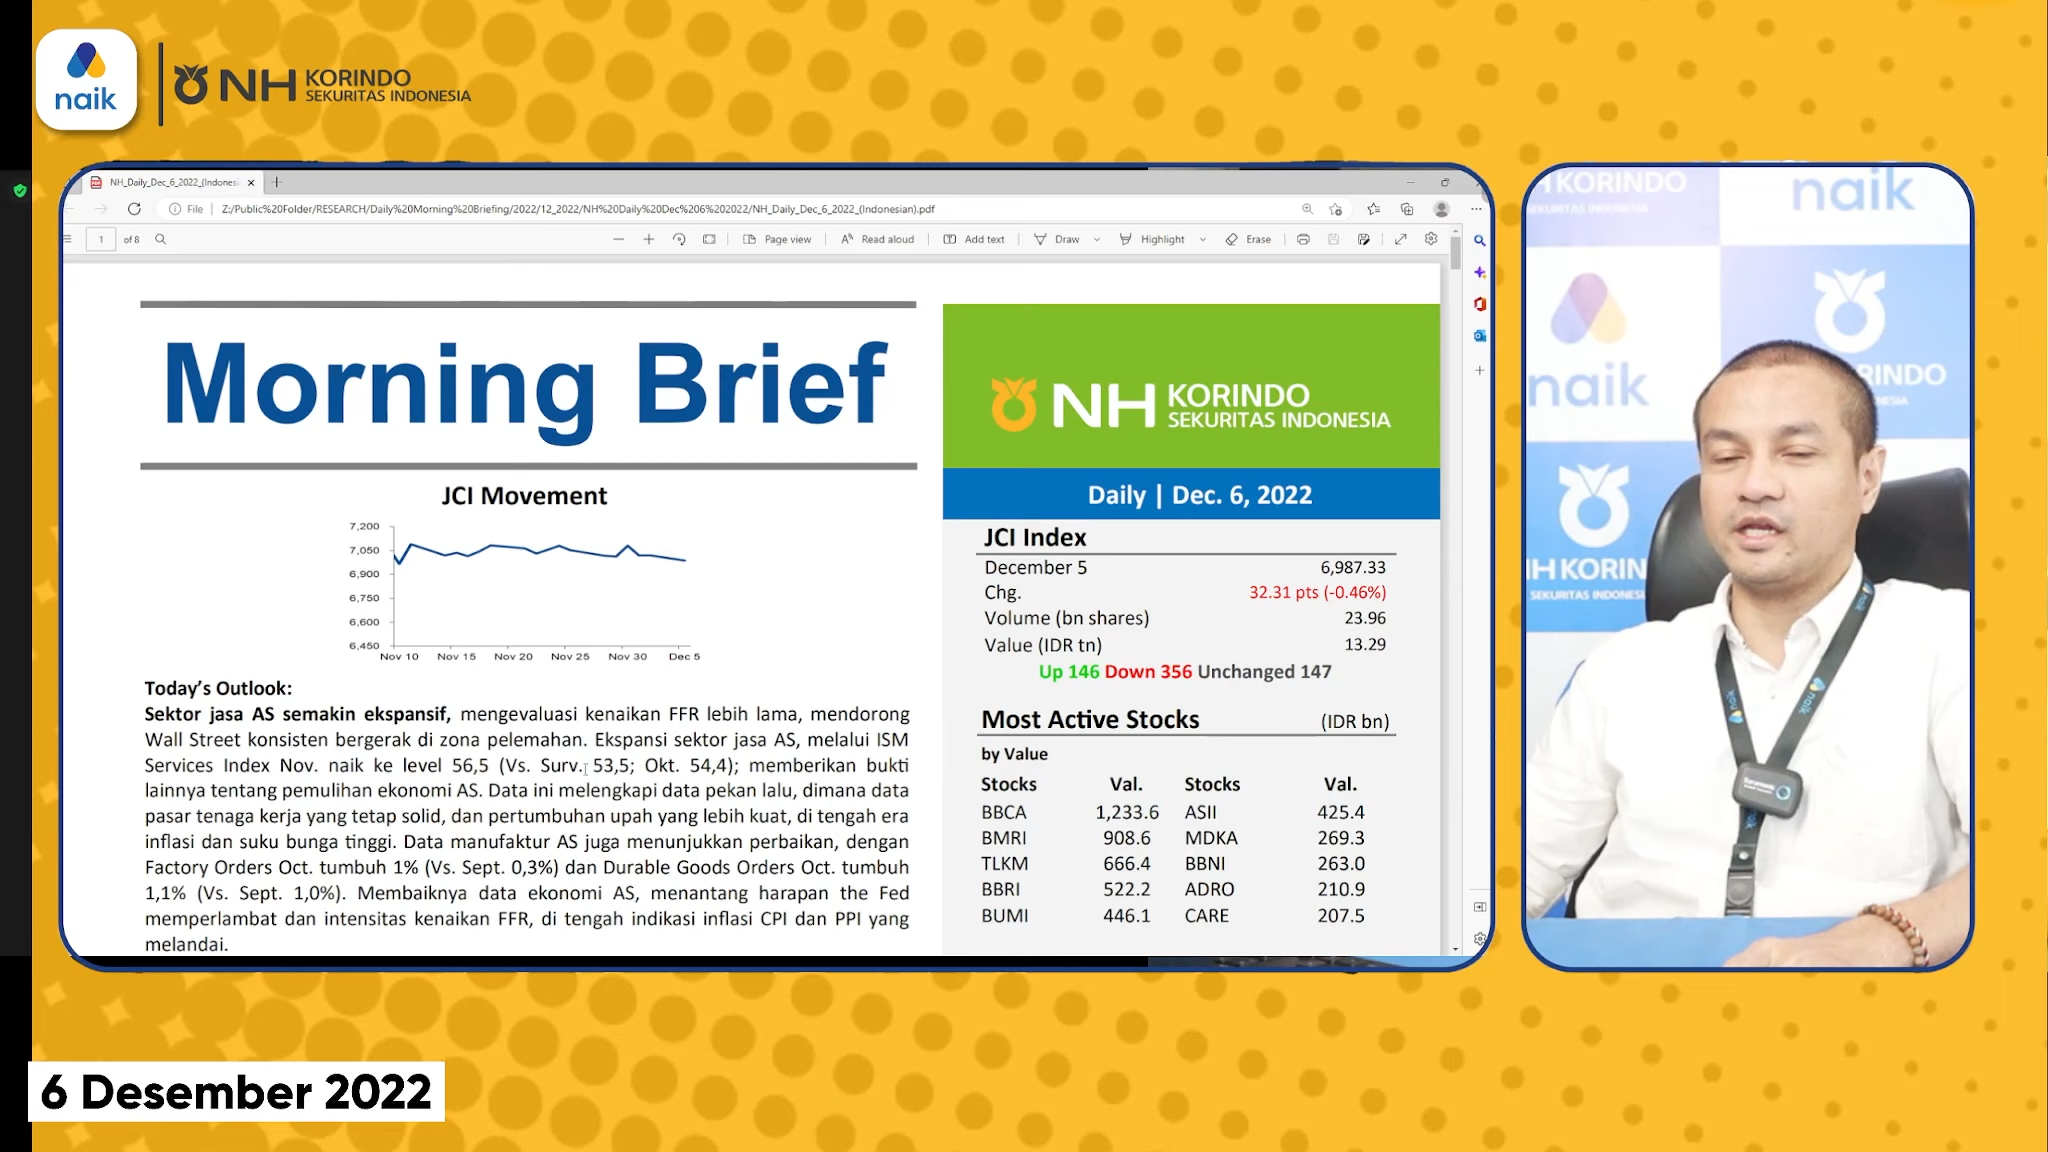 naik
NH KORINDO
SEKURITAS INDONESIA
NH_Daily_Dec_6_2022_(Indones
File
Z:/Public%20Folder/RESEARCH/Daily%20Morning%20Briefing/2022/12_2022/NH%20Daily%20Dec%206%202022/NH_Daily_Dec_6_2022_(Indonesian).pdf
1 of 8
Page view
Read aloud
Add text
Draw
Highlight
Erase
Morning Brief
JCI Movement
7,200
7,050
6,900
6,750
6,600
6,450
Nov 10 Nov 15 Nov 20 Nov 25 Nov 30 Dec 5
Today's Outlook:
Sektor jasa AS semakin ekspansif, mengevaluasi kenaikan FFR lebih lama, mendorong
Wall Street konsisten bergerak di zona pelemahan. Ekspansi sektor jasa AS, melalui ISM
Services Index Nov. naik ke level 56,5 (Vs. Surv. 53,5; Okt. 54,4); memberikan bukti
lainnya tentang pemulihan ekonomi AS. Data ini melengkapi data pekan lalu, dimana data
pasar tenaga kerja yang tetap solid, dan pertumbuhan upah yang lebih kuat, di tengah era
inflasi dan suku bunga tinggi. Data manufaktur AS juga menunjukkan perbaikan, dengan
Factory Orders Oct. tumbuh 1% (Vs. Sept. 0,3%) dan Durable Goods Orders Oct. tumbuh
1,1% (Vs. Sept. 1,0%). Membaiknya data ekonomi AS, menantang harapan the Fed
memperlambat dan intensitas kenaikan FFR, di tengah indikasi inflasi CPI dan PPI yang
melandai.
NH KORINDO
SEKURITAS INDONESIA
Daily | Dec. 6, 2022
JCI Index
December 5 6,987.33
Chg. 32.31 pts (-0.46%)
Volume (bn shares) 23.96
Value (IDR tn) 13.29
Up 146 Down 356 Unchanged 147
Most Active Stocks (IDR bn)
by Value
Stocks Val. Stocks Val.
BBCA 1,233.6 ASII 425.4
BMRI 908.6 MDKA 269.3
TLKM 666.4 BBNI 263.0
BBRI 522.2 ADRO 210.9
BUMI 446.1 CARE 207.5
H KORINDO
SEKURITAS INDONESIA
naik
naik
RINDO
NESIA
H KORIN
SEKURITAS INDONES
naik
naik
naik
6 Desember 2022